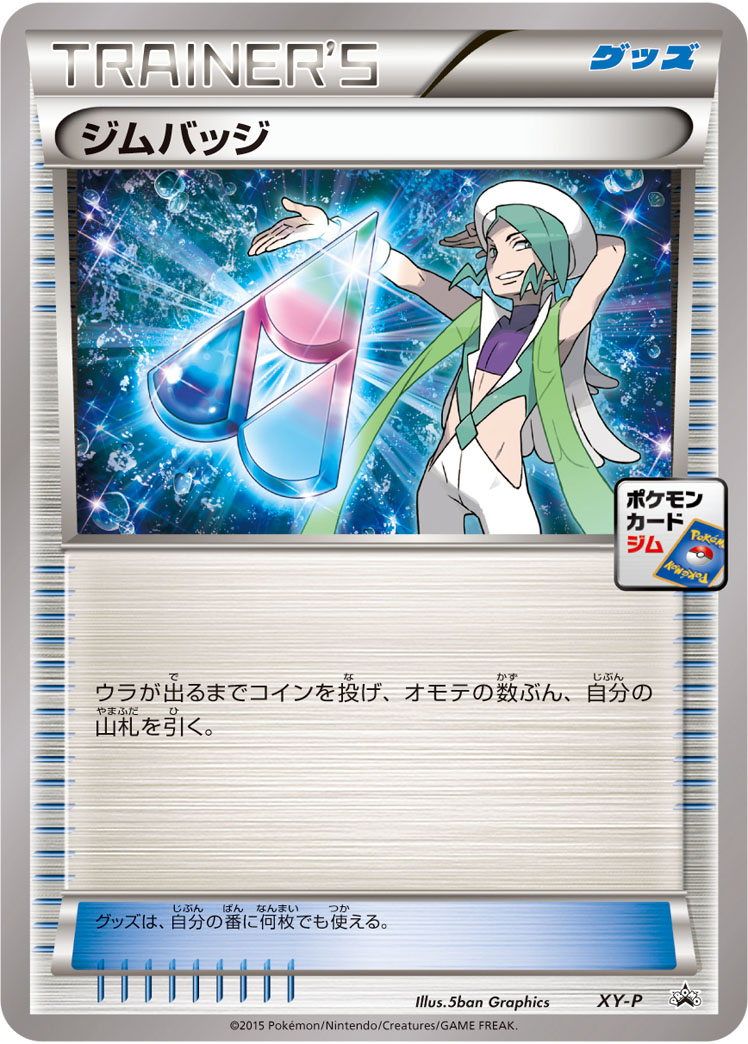 TRAINER'S
グッズ
ジムバッジ
ポケモン
カード
ジム
POKéMON
POKéMON
ウラが出るまでコインを投げ、オモテの数ぶん、自分の
山札を引く。
グッズは、自分の番に何枚でも使える。
Illus.5ban Graphics
XY-P
©2015 Pokémon/Nintendo/Creatures/GAME FREAK.